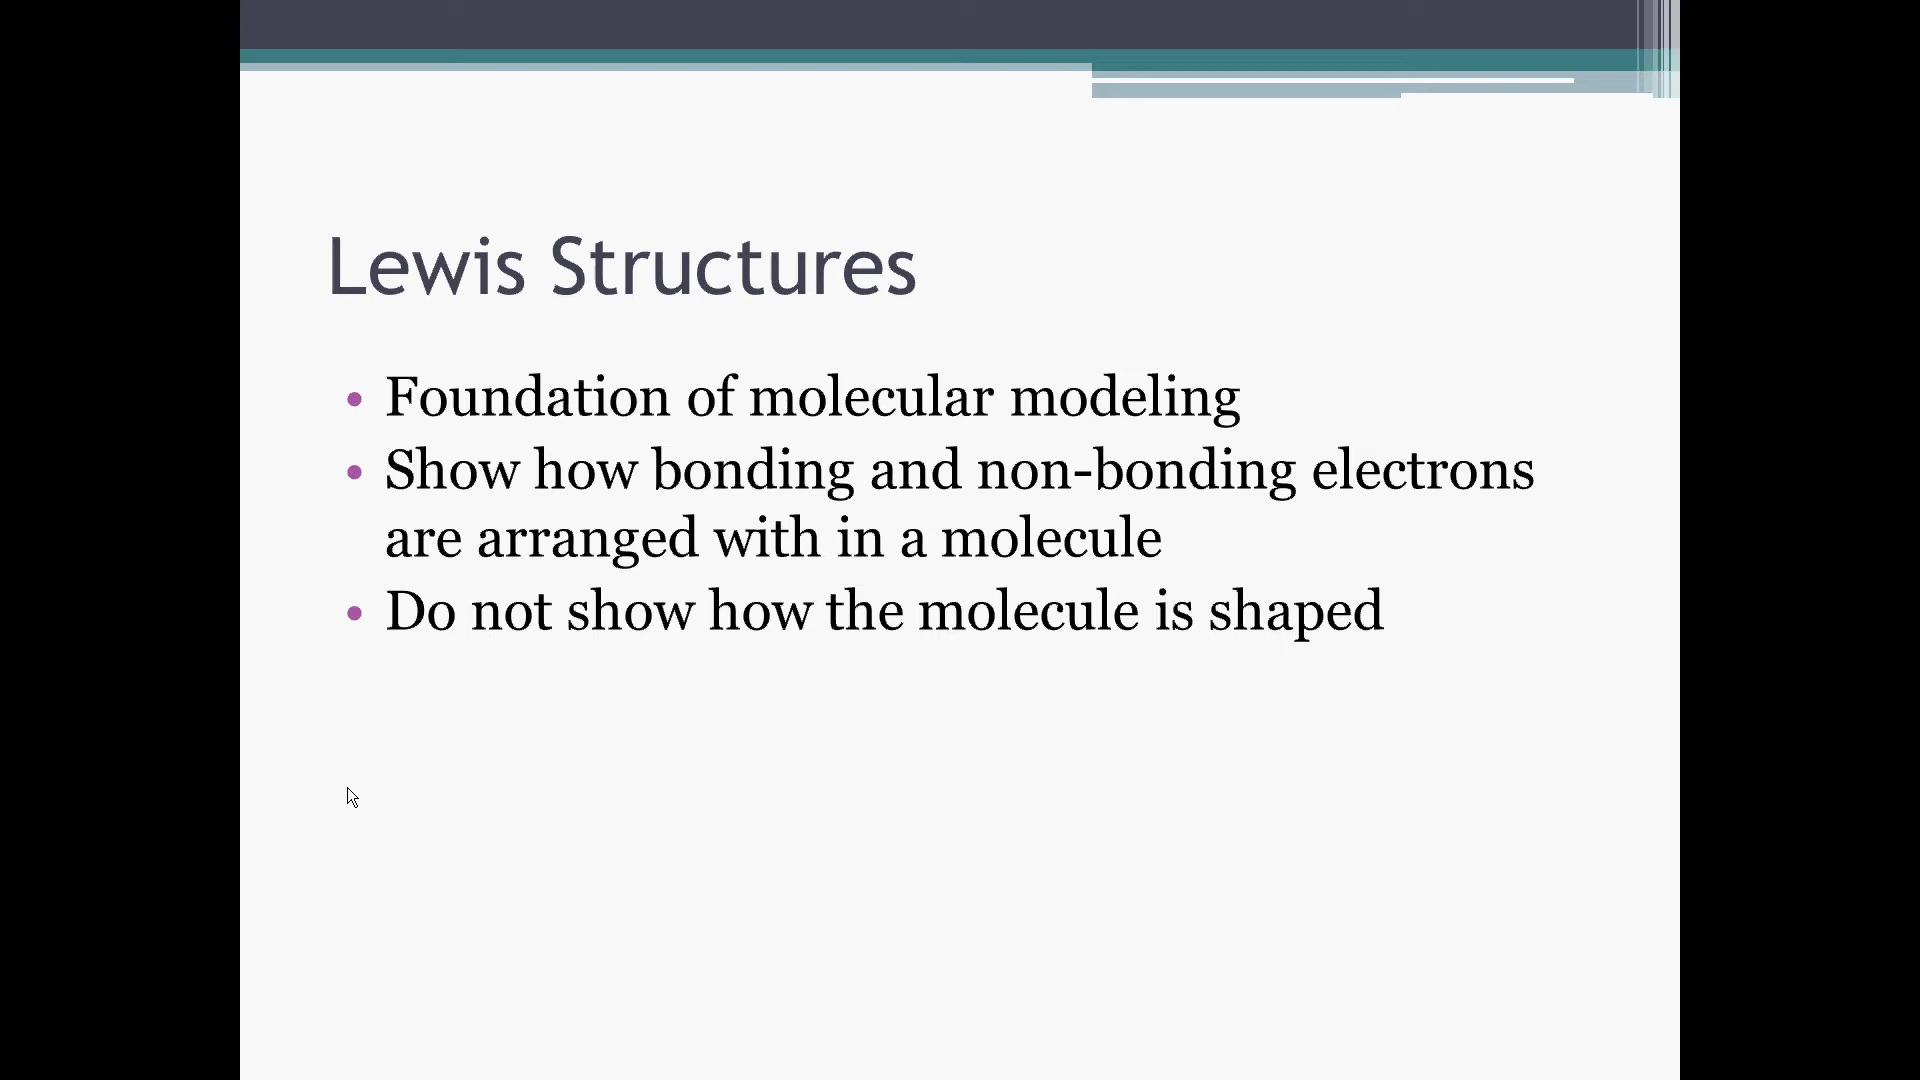 Lewis Structures
• Foundation of molecular modeling
• Show how bonding and non-bonding electrons
are arranged with in a molecule
• Do not show how the molecule is shaped